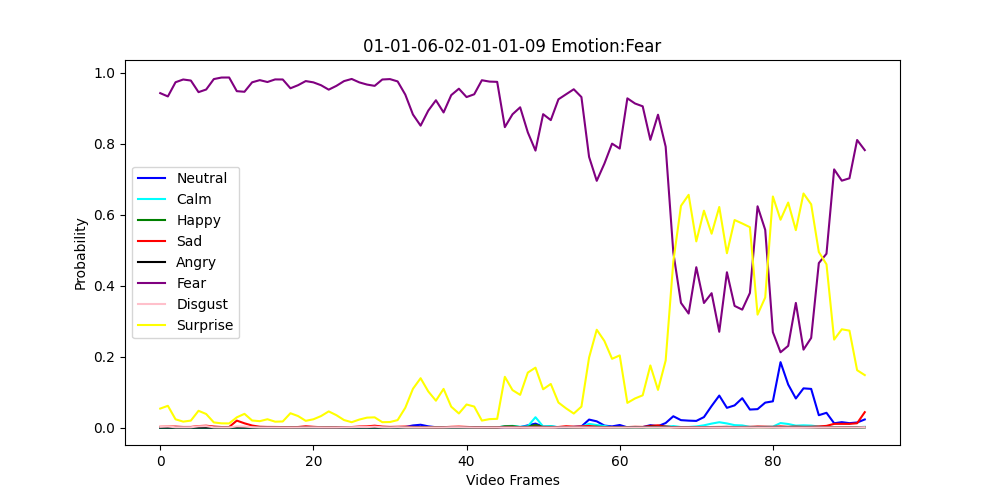 01-01-06-02-01-01-09 Emotion:Fear
1.0
0.8
0.6
0.4
0.2
0.0
Probability
Neutral
Calm
Happy
Sad
Angry
Fear
Disgust
Surprise
0
20
40
60
80
Video Frames